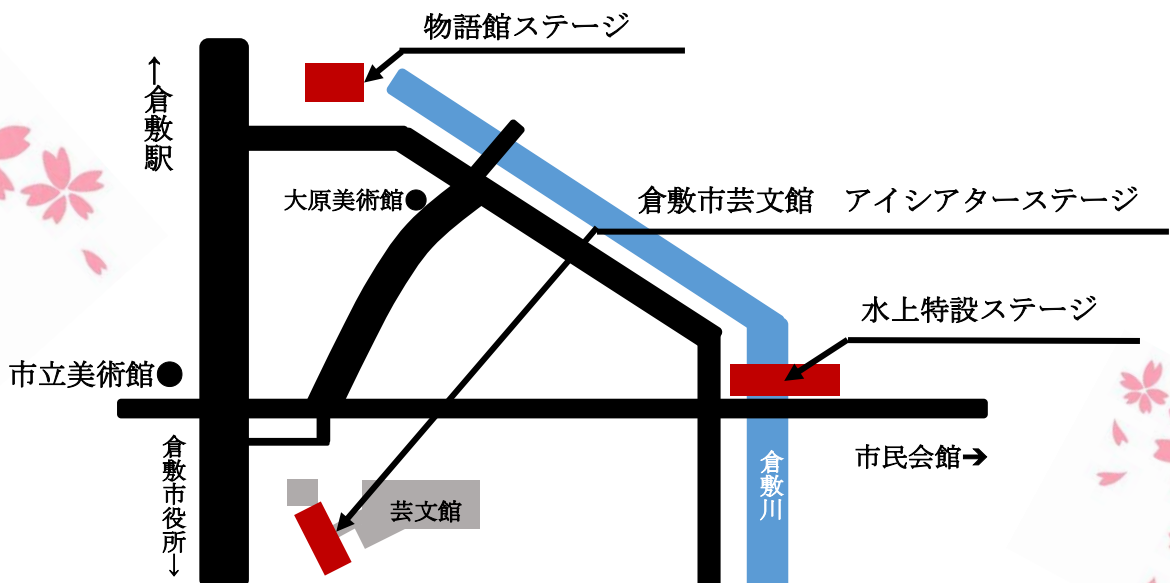 物語館ステージ
↑倉敷駅
大原美術館●
倉敷市芸文館　アイシアターステージ
水上特設ステージ
市立美術館●
倉敷市役所↓
市民会館➔
倉敷川
芸文館